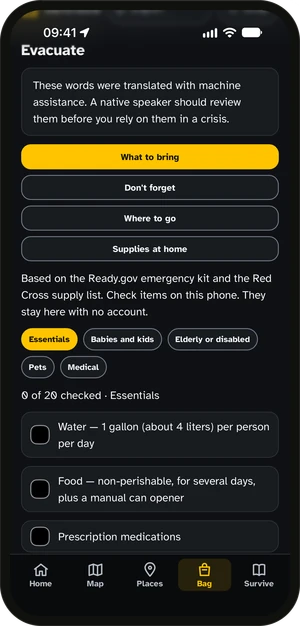 09:41
Evacuate
These words were translated with machine
assistance. A native speaker should review
them before you rely on them in a crisis.
What to bring
Don't forget
Where to go
Supplies at home
Based on the Ready.gov emergency kit and the Red
Cross supply list. Check items on this phone. They
stay here with no account.
Essentials
Babies and kids
Elderly or disabled
Pets
Medical
0 of 20 checked · Essentials
Water — 1 gallon (about 4 liters) per person
per day
Food — non-perishable, for several days,
plus a manual can opener
Prescription medications
Home
Map
Places
Bag
Survive